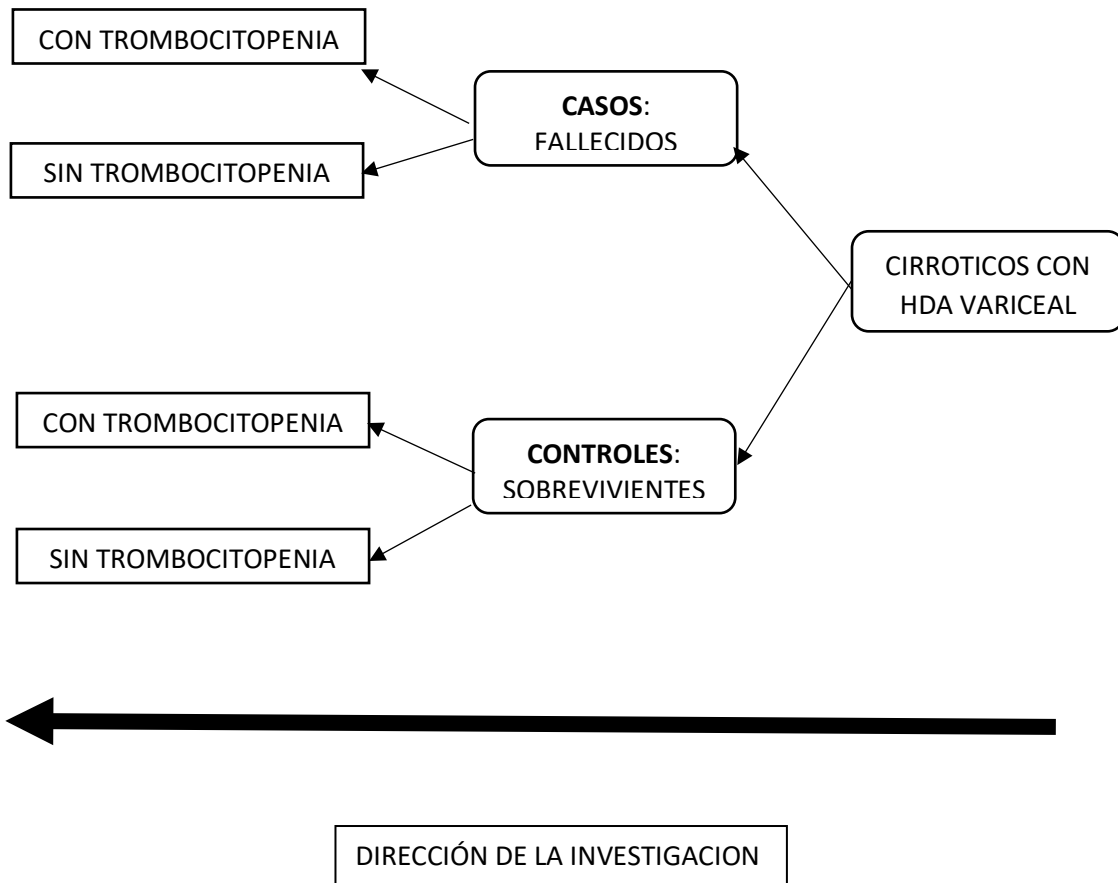 CON TROMBOCITOPENIA
SIN TROMBOCITOPENIA
CASOS:
FALLECIDOS
CIRROTICOS CON
HDA VARICEAL
CON TROMBOCITOPENIA
SIN TROMBOCITOPENIA
CONTROLES:
SOBREVIVIENTES
DIRECCIÓN DE LA INVESTIGACION